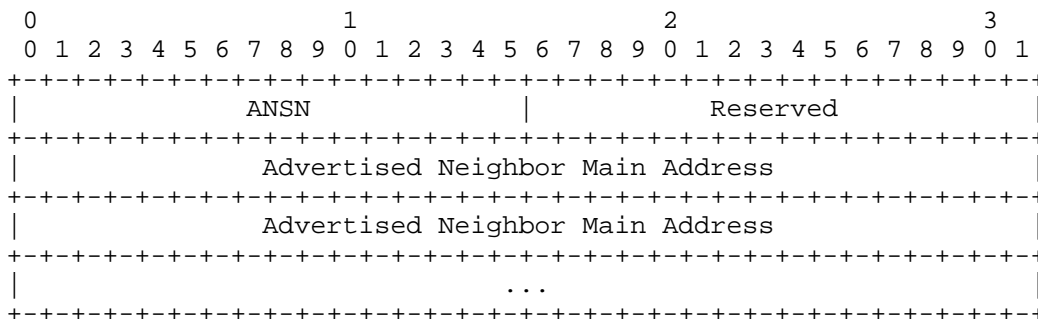 0                   1                   2                   3
0 1 2 3 4 5 6 7 8 9 0 1 2 3 4 5 6 7 8 9 0 1 2 3 4 5 6 7 8 9 0 1
+-+-+-+-+-+-+-+-+-+-+-+-+-+-+-+-+-+-+-+-+-+-+-+-+-+-+-+-+-+-+-+-+
|              ANSN             |           Reserved            |
+-+-+-+-+-+-+-+-+-+-+-+-+-+-+-+-+-+-+-+-+-+-+-+-+-+-+-+-+-+-+-+-+
|               Advertised Neighbor Main Address                |
+-+-+-+-+-+-+-+-+-+-+-+-+-+-+-+-+-+-+-+-+-+-+-+-+-+-+-+-+-+-+-+-+
|               Advertised Neighbor Main Address                |
+-+-+-+-+-+-+-+-+-+-+-+-+-+-+-+-+-+-+-+-+-+-+-+-+-+-+-+-+-+-+-+-+
|                              ...                              |
+-+-+-+-+-+-+-+-+-+-+-+-+-+-+-+-+-+-+-+-+-+-+-+-+-+-+-+-+-+-+-+-+